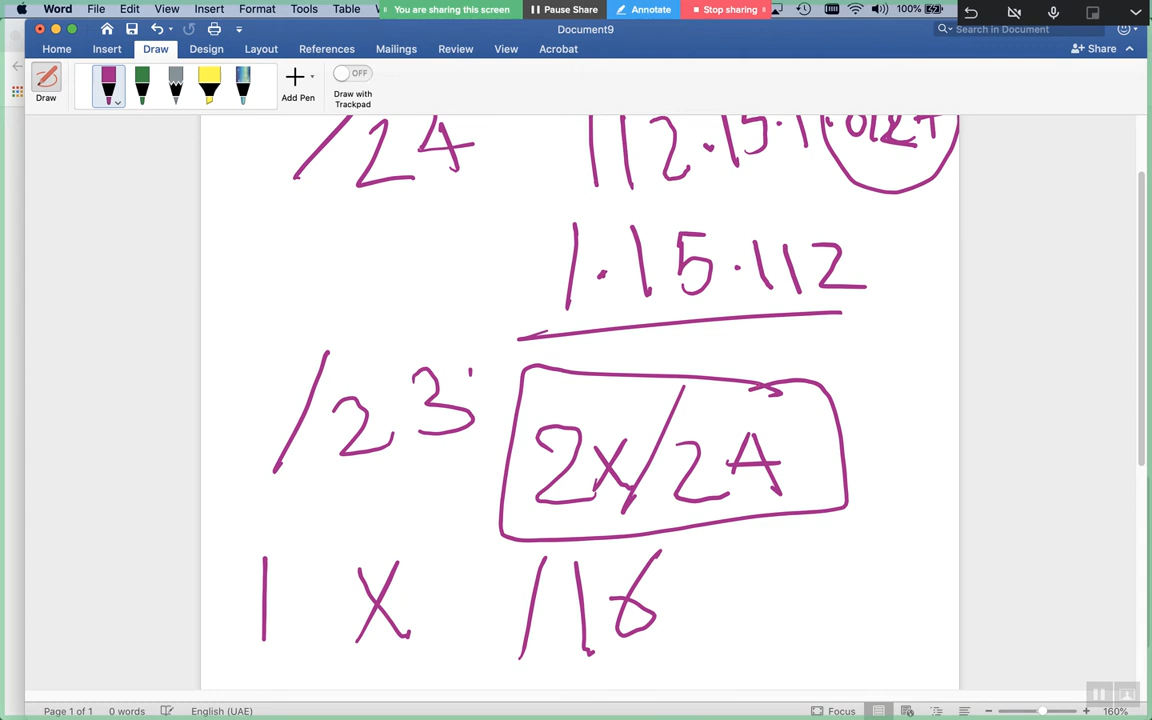 Word File Edit View Insert Format Tools Table You are sharing this screen Pause Share Annotate Stop sharing 100%
Document9 Search in Document
Home Insert Draw Design Layout References Mailings Review View Acrobat Share
OFF
Draw Add Pen Draw with Trackpad
/24 112.15.1.
1.15.112
/23
2x/24
1 X /16
Page 1 of 1 0 words English (UAE) Focus 160%